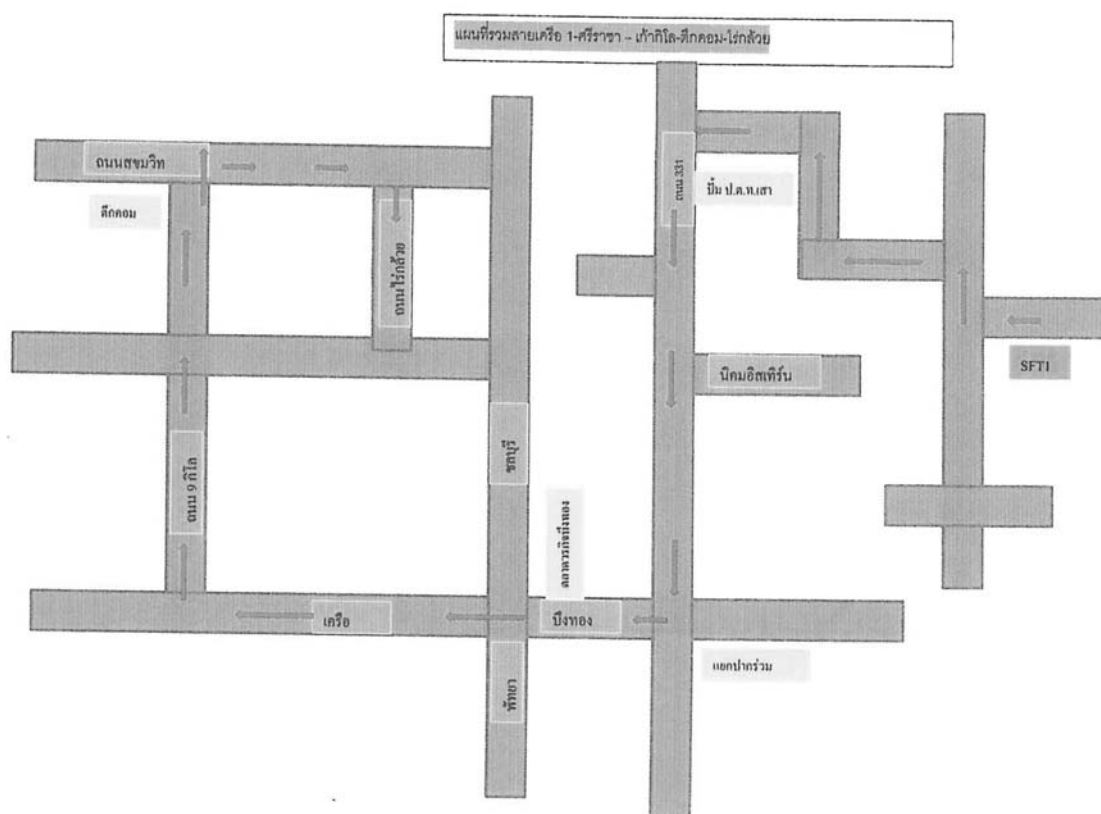 แผนที่รวมสายเครือ 1-ศรีราชา – เก้ากิโล-ตึกคอม-ไร่กล้วย
ถนนสุขมวิท
ตึกคอม
ถนนไร่กล้วย
ถนน 331
ปั้ม ป.ต.ท.เสา
นิคมอิสเทิร์น
SFT1
ถนน 9 กิโล
ชลบุรี
ตลาดวรกิจบึงทอง
เครือ
บึงทอง
พัทยา
แยกปากร่วม